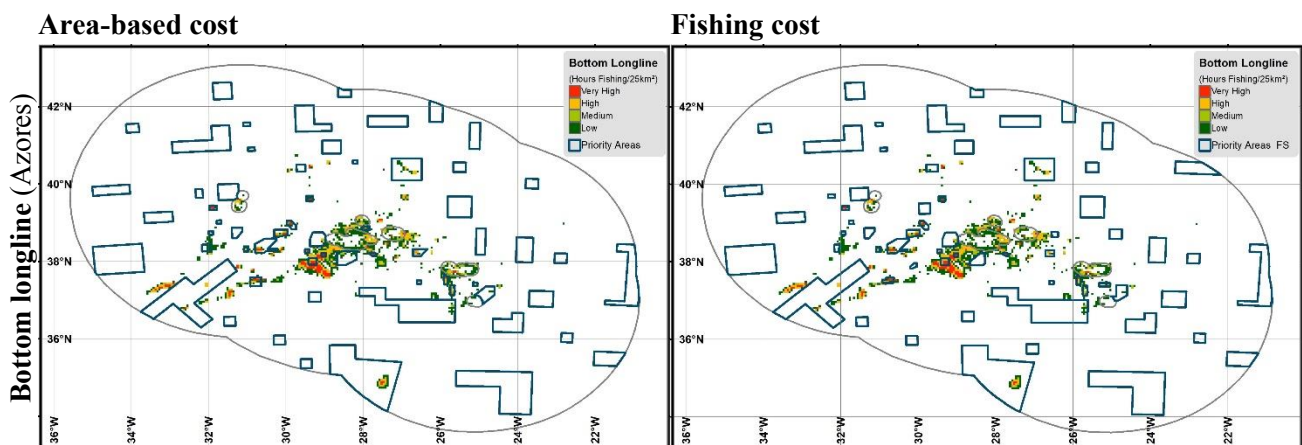 Area-based cost
Fishing cost
Bottom longline (Azores)
Bottom Longline
(Hours Fishing/25km²)
Very High
High
Medium
Low
Priority Areas
42°N
40°N
38°N
36°N
36°W
34°W
32°W
30°W
28°W
26°W
24°W
22°W
Bottom Longline
(Hours Fishing/25km²)
Very High
High
Medium
Low
Priority Areas FS
42°N
40°N
38°N
36°N
36°W
34°W
32°W
30°W
28°W
26°W
24°W
22°W